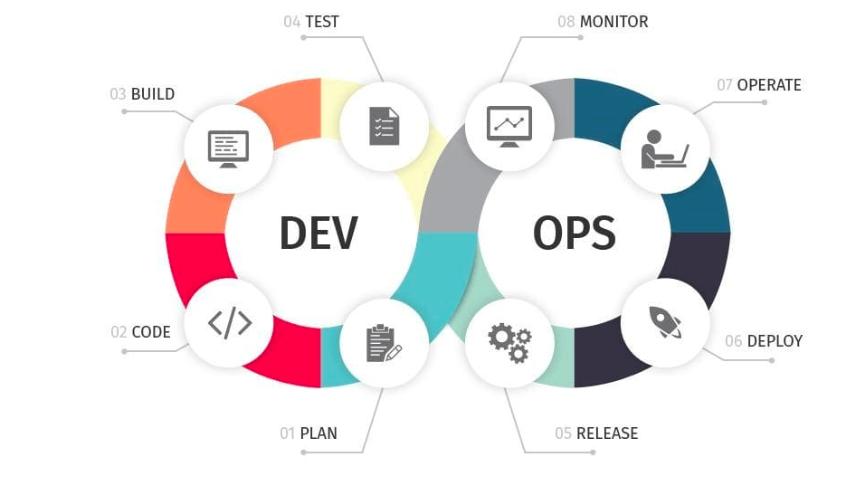 04 TEST
08 MONITOR
03 BUILD
07 OPERATE
DEV
OPS
02 CODE
06 DEPLOY
01 PLAN
05 RELEASE